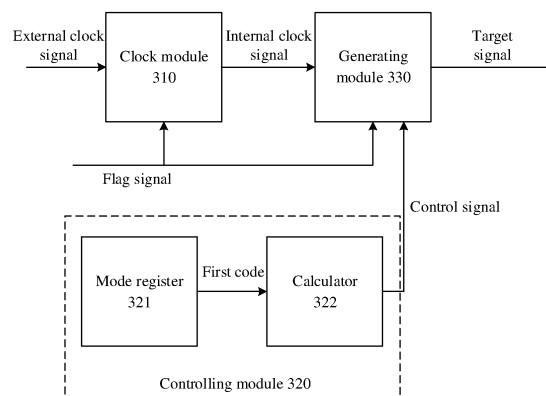 External clock
signal
Clock module
310
Internal clock
signal
Generating
module 330
Target
signal
Flag signal
Control signal
Mode register
321
First code
Calculator
322
Controlling module 320